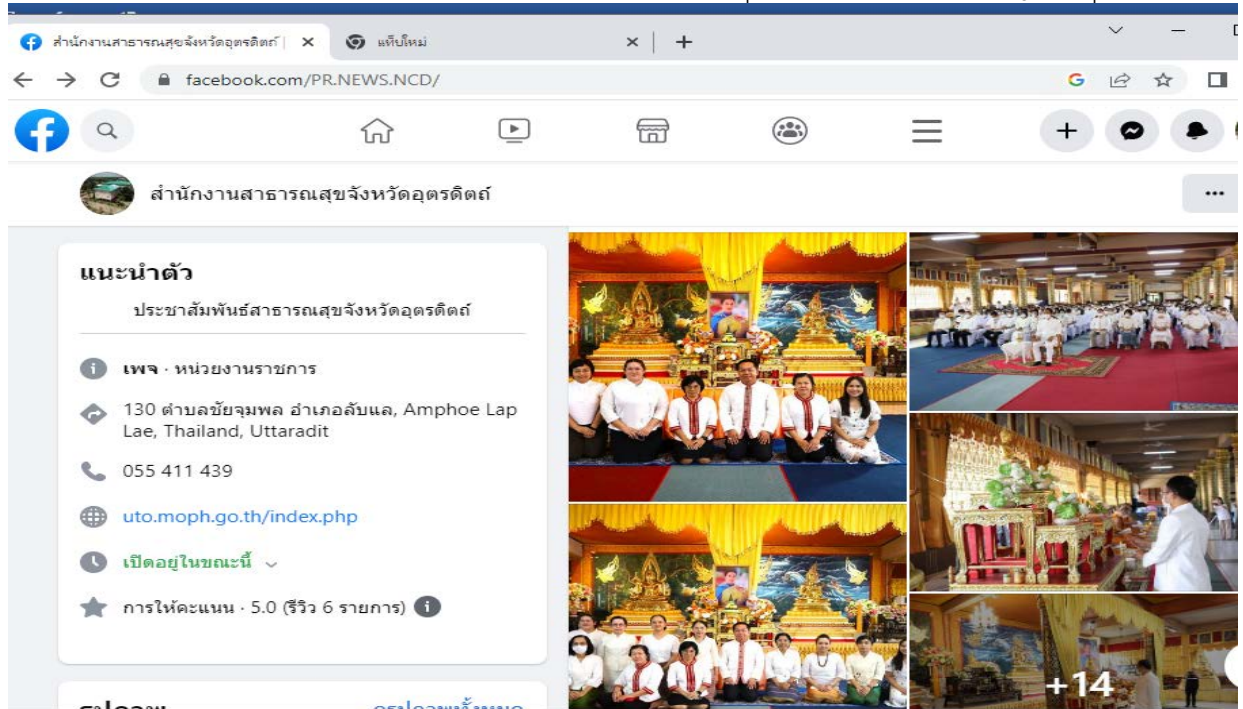 สำนักงานสาธารณสุขจังหวัดอุตรดิตถ์ |
แท็บใหม่
facebook.com/PR.NEWS.NCD/
สำนักงานสาธารณสุขจังหวัดอุตรดิตถ์
แนะนำตัว
ประชาสัมพันธ์สาธารณสุขจังหวัดอุตรดิตถ์
เพจ · หน่วยงานราชการ
130 ตำบลชัยจุมพล อำเภอลับแล, Amphoe Lap
Lae, Thailand, Uttaradit
055 411 439
uto.moph.go.th/index.php
เปิดอยู่ในขณะนี้
การให้คะแนน · 5.0 (รีวิว 6 รายการ)
+14